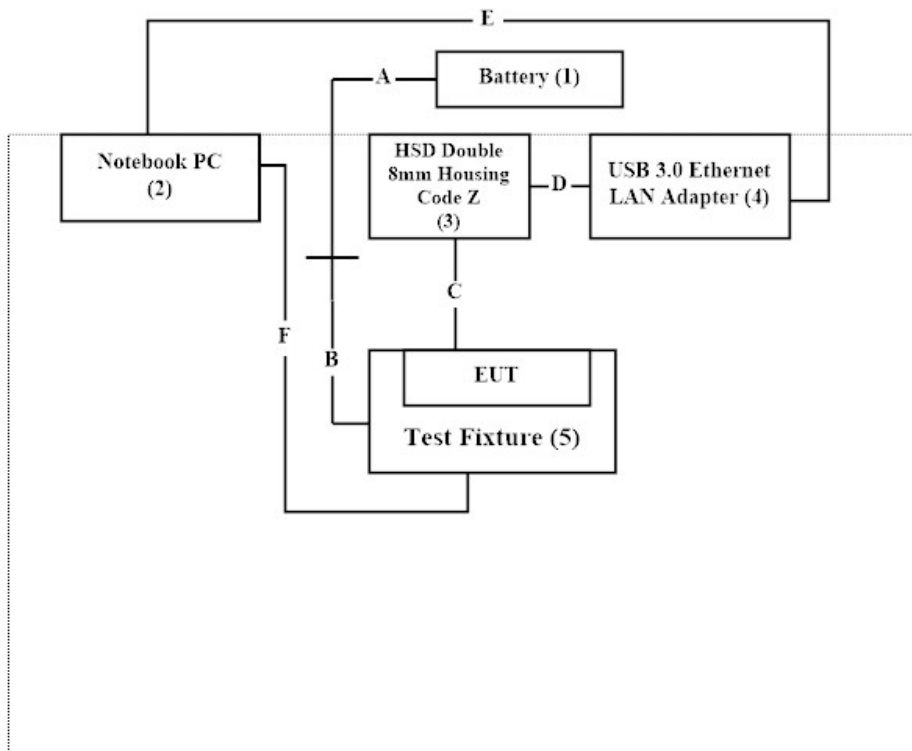 E
A
Battery (1)
Notebook PC
(2)
HSD Double
8mm Housing
Code Z
(3)
D
USB 3.0 Ethernet
LAN Adapter (4)
C
F
B
EUT
Test Fixture (5)